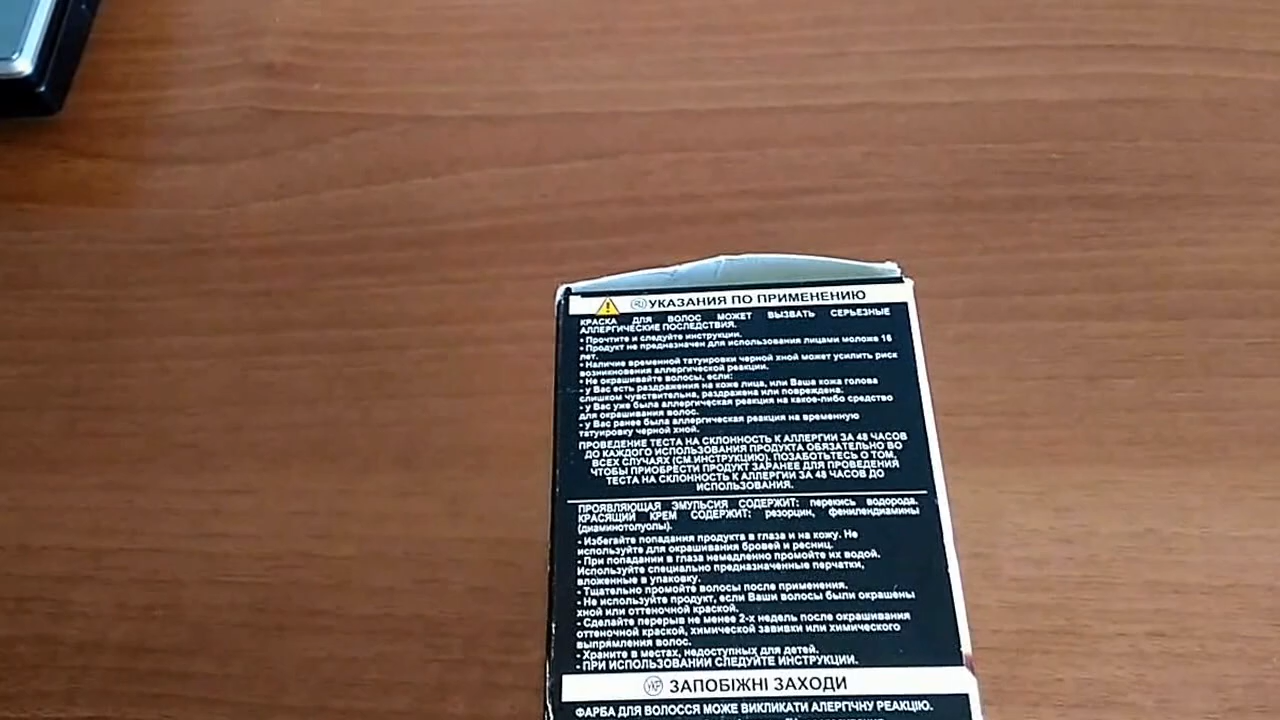 RU УКАЗАНИЯ ПО ПРИМЕНЕНИЮ
КРАСКА ДЛЯ ВОЛОС МОЖЕТ ВЫЗВАТЬ СЕРЬЕЗНЫЕ
АЛЛЕРГИЧЕСКИЕ ПОСЛЕДСТВИЯ.
• Прочтите и следуйте инструкции.
• Продукт не предназначен для использования лицами моложе 16
лет.
• Наличие временной татуировки черной хной может усилить риск
возникновения аллергической реакции.
• Не окрашивайте волосы, если:
- у Вас есть раздражения на коже лица, или Ваша кожа голова
слишком чувствительна, раздражена или повреждена.
- у Вас уже была аллергическая реакция на какое-либо средство
для окрашивания волос.
- у Вас ранее была аллергическая реакция на временную
татуировку черной хной.
ПРОВЕДЕНИЕ ТЕСТА НА СКЛОННОСТЬ К АЛЛЕРГИИ ЗА 48 ЧАСОВ
ДО КАЖДОГО ИСПОЛЬЗОВАНИЯ ПРОДУКТА ОБЯЗАТЕЛЬНО ВО
ВСЕХ СЛУЧАЯХ (СМ.ИНСТРУКЦИЮ). ПОЗАБОТЬТЕСЬ О ТОМ,
ЧТОБЫ ПРИОБРЕСТИ ПРОДУКТ ЗАРАНЕЕ ДЛЯ ПРОВЕДЕНИЯ
ТЕСТА НА СКЛОННОСТЬ К АЛЛЕРГИИ ЗА 48 ЧАСОВ ДО
ИСПОЛЬЗОВАНИЯ.
ПРОЯВЛЯЮЩАЯ ЭМУЛЬСИЯ СОДЕРЖИТ: перекись водорода.
КРАСЯЩИЙ КРЕМ СОДЕРЖИТ: резорцин, фенилендиамины
(диаминотолуолы).
- Избегайте попадания продукта в глаза и на кожу. Не
используйте для окрашивания бровей и ресниц.
- При попадании в глаза немедленно промойте их водой.
Используйте специально предназначенные перчатки,
вложенные в упаковку.
- Тщательно промойте волосы после применения.
- Не используйте продукт, если Ваши волосы были окрашены
хной или оттеночной краской.
- Сделайте перерыв не менее 2-х недель после окрашивания
оттеночной краской, химической завивки или химического
выпрямления волос.
- Храните в местах, недоступных для детей.
- ПРИ ИСПОЛЬЗОВАНИИ СЛЕДУЙТЕ ИНСТРУКЦИИ.
ЗАПОБІЖНІ ЗАХОДИ
ФАРБА ДЛЯ ВОЛОССЯ МОЖЕ ВИКЛИКАТИ АЛЕРГІЧНУ РЕАКЦІЮ.